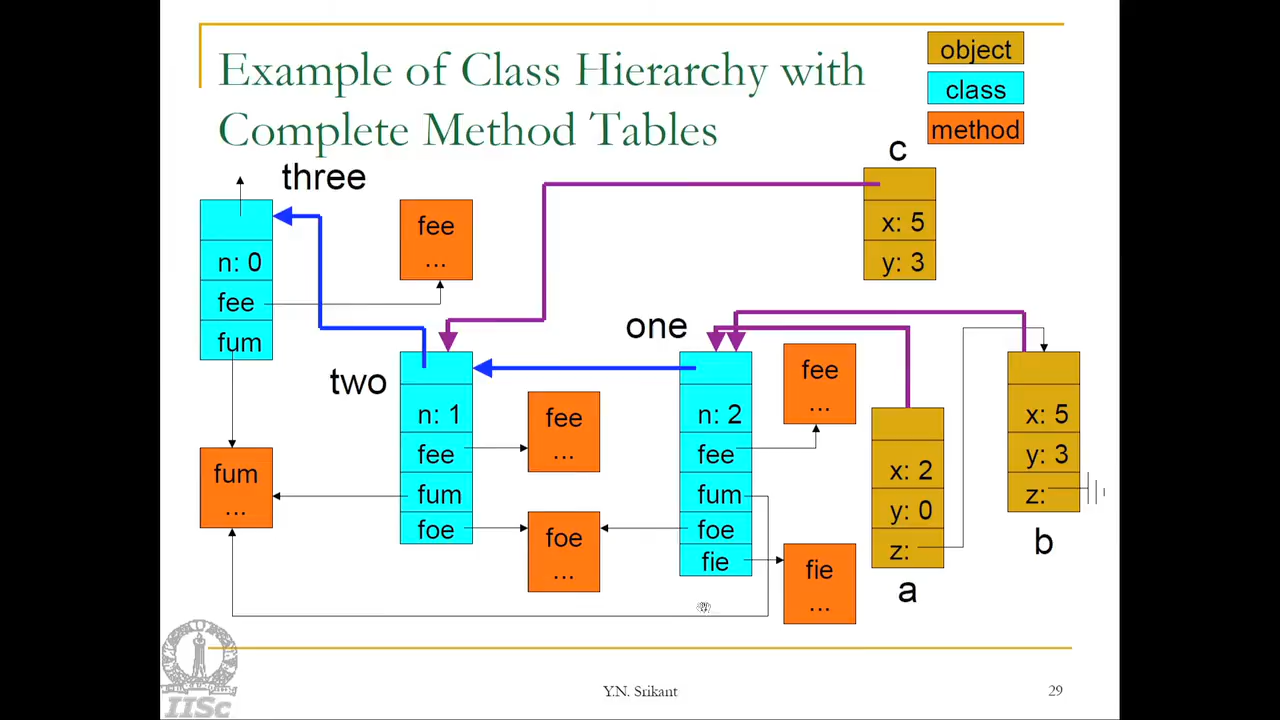 Example of Class Hierarchy with
Complete Method Tables
object
class
method
three
n: 0
fee
fum
fee
...
c
x: 5
y: 3
two
n: 1
fee
fum
foe
fee
...
foe
...
fum
...
one
n: 2
fee
fum
foe
fie
fee
...
fie
...
x: 2
y: 0
z:
a
x: 5
y: 3
z:
b
IISc
Y.N. Srikant
29